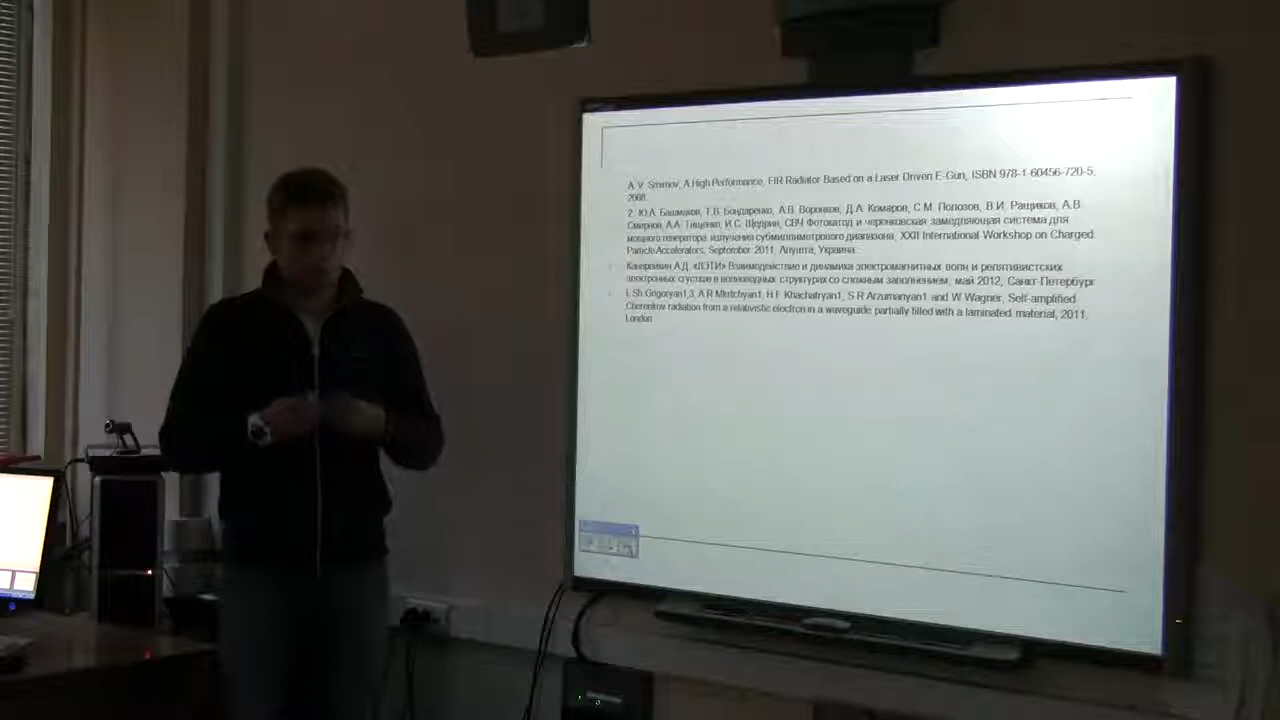 A. V. Smirnov, A High Performance, FIR Radiator Based on a Laser Driven E-Gun, ISBN 978-1-60456-720-5,
2008.
2. Ю.А. Башмаков, Т.В. Бондаренко, А.В. Воронков, Д.А. Комаров, С.М. Полозов, В.И. Ращиков, А.В.
Смирнов, А.А. Тищенко, И.С. Щедрин, СВЧ Фотокатод и черенковская замедляющая система для
мощного генератора излучения субмиллиметрового диапазона, XXII International Workshop on Charged
Particle Accelerators, September 2011, Алушта, Украина.
А.Д. «ЛЭТИ» Взаимодействие и динамика электромагнитных волн и релятивистских
электронных сгустков в волноводных структурах со сложным заполнением, май 2012, Санкт-Петербург
L Sh Grigoryan1,3, A R Mkrtchyan1, H F Khachatryan1, S R Arzumanyan1 and W Wagner, Self-amplified
Cherenkov radiation from a relativistic electron in a waveguide partially filled with a laminated material, 2011,
London